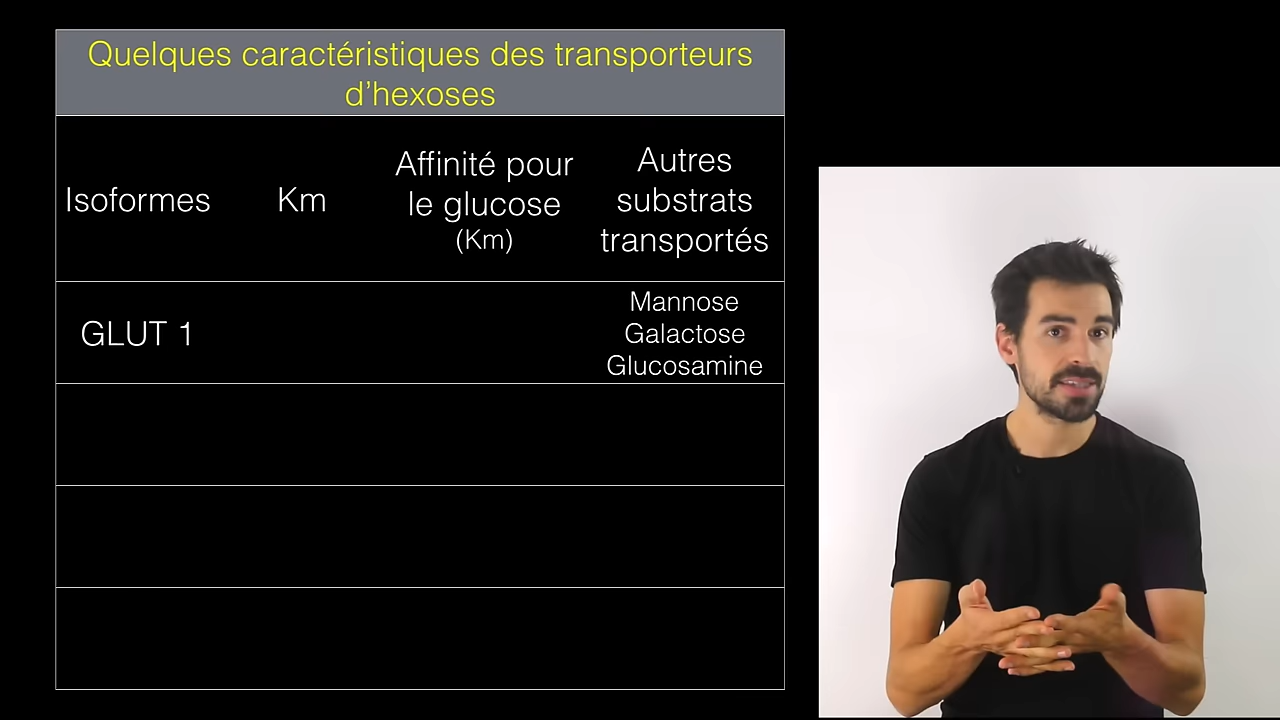 Quelques caractéristiques des transporteurs
d’hexoses
Isoformes
Km
Affinité pour
le glucose
(Km)
Autres
substrats
transportés
GLUT 1
Mannose
Galactose
Glucosamine